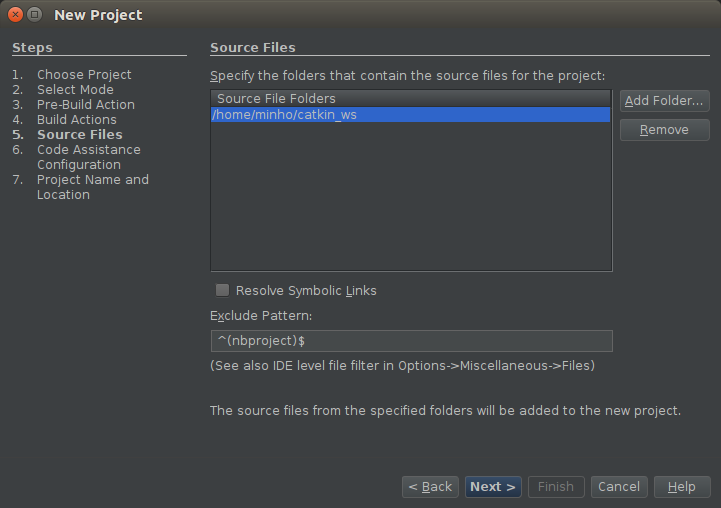 New Project
Steps
1. Choose Project
2. Select Mode
3. Pre-Build Action
4. Build Actions
5. Source Files
6. Code Assistance
Configuration
7. Project Name and
Location
Source Files
Specify the folders that contain the source files for the project:
Source File Folders
/home/minho/catkin_ws
Add Folder...
Remove
Resolve Symbolic Links
Exclude Pattern:
^(nbproject)$
(See also IDE level file filter in Options->Miscellaneous->Files)
The source files from the specified folders will be added to the new project.
< Back
Next >
Finish
Cancel
Help